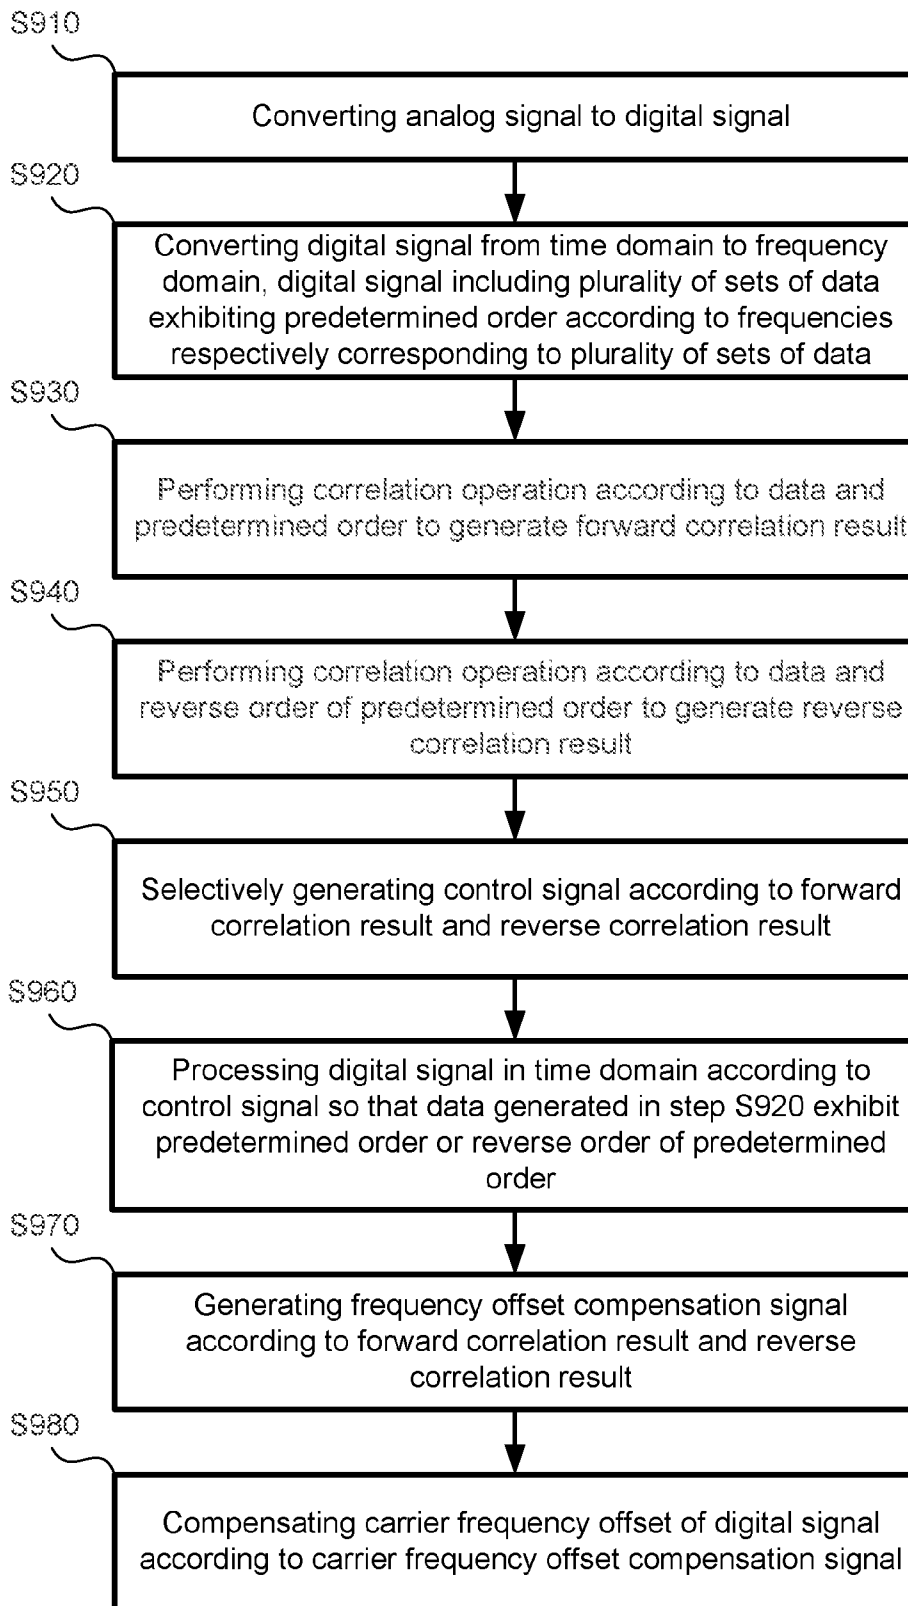 S910
Converting analog signal to digital signal
S920
Converting digital signal from time domain to frequency
domain, digital signal including plurality of sets of data
exhibiting predetermined order according to frequencies
respectively corresponding to plurality of sets of data
S930
Performing correlation operation according to data and
predetermined order to generate forward correlation result
S940
Performing correlation operation according to data and
reverse order of predetermined order to generate reverse
correlation result
S950
Selectively generating control signal according to forward
correlation result and reverse correlation result
S960
Processing digital signal in time domain according to
control signal so that data generated in step S920 exhibit
predetermined order or reverse order of predetermined
order
S970
Generating frequency offset compensation signal
according to forward correlation result and reverse
correlation result
S980
Compensating carrier frequency offset of digital signal
according to carrier frequency offset compensation signal